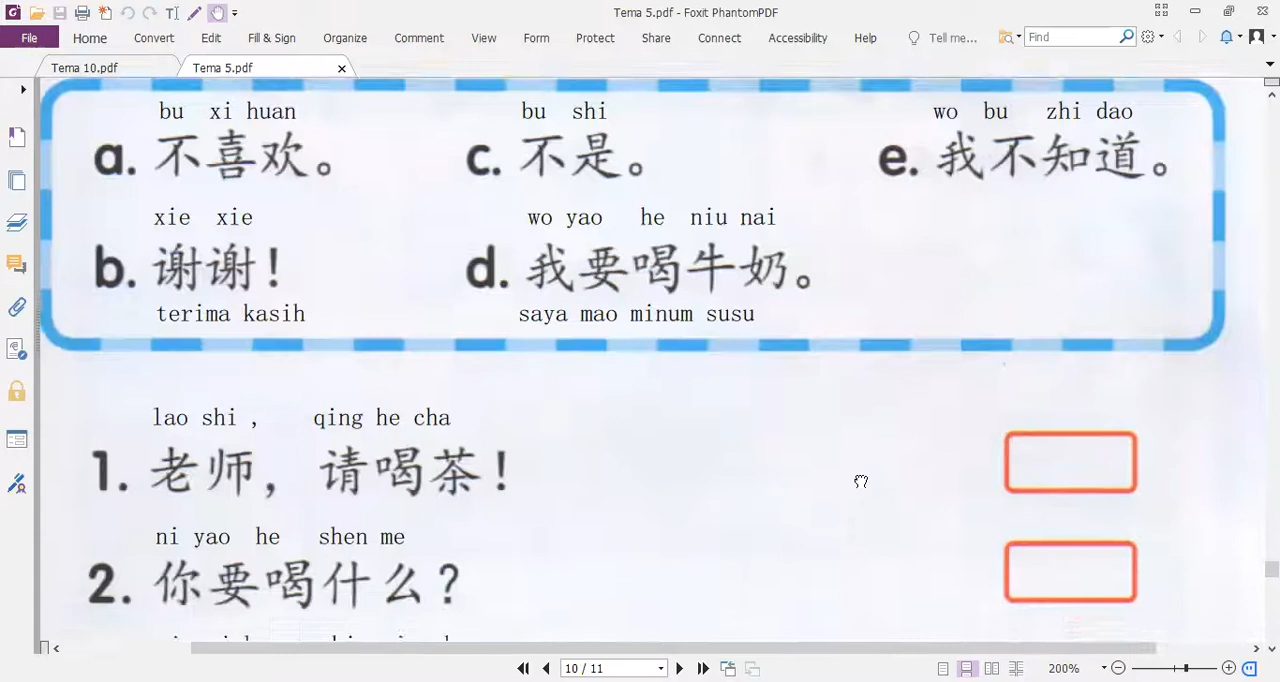 Tema 5.pdf - Foxit PhantomPDF
File Home Convert Edit Fill & Sign Organize Comment View Form Protect Share Connect Accessibility Help Tell me... Find
Tema 10.pdf Tema 5.pdf
bu xi huan bu shi wo bu zhi dao
a. 不喜欢。 c. 不是。 e. 我不知道。
xie xie wo yao he niu nai
b. 谢谢! d. 我要喝牛奶。
terima kasih saya mao minum susu
lao shi , qing he cha
1. 老师，请喝茶!
ni yao he shen me
2. 你要喝什么?
10 / 11 200%